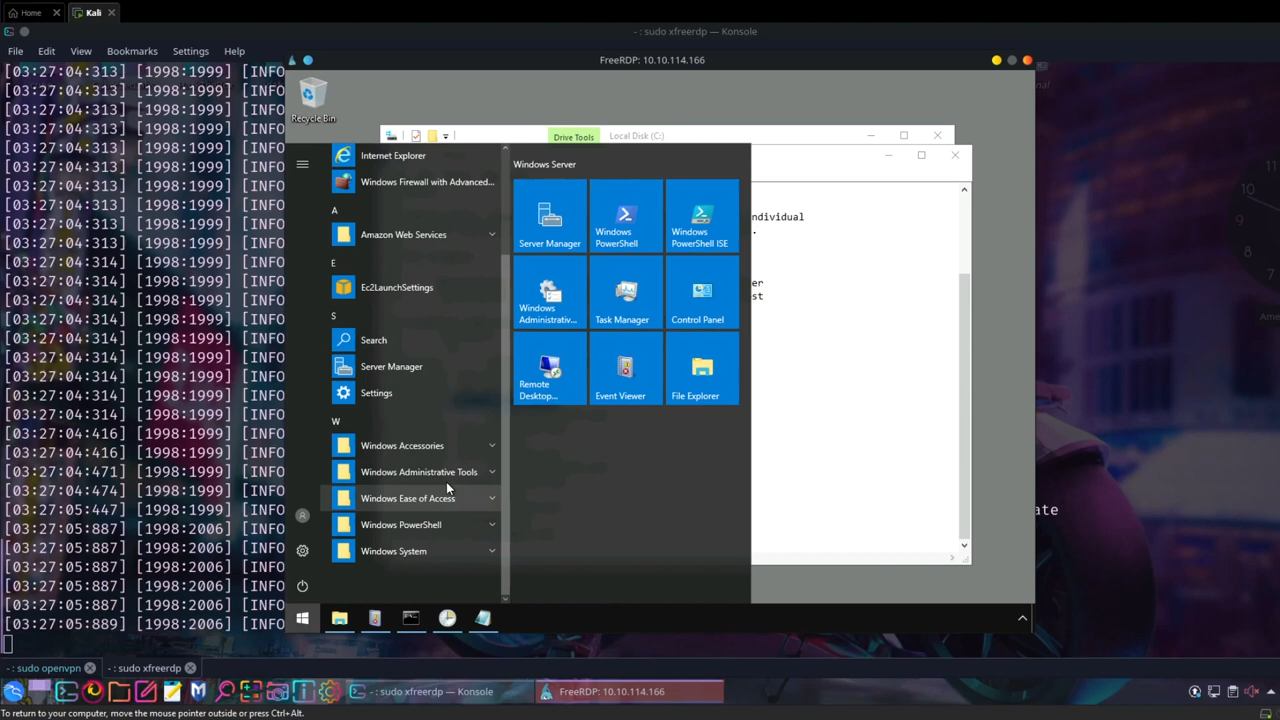 Home
Kali
- : sudo xfreerdp — Konsole
File Edit View Bookmarks Settings Help
FreeRDP: 10.10.114.166
[03:27:04:313] [1998:1999] [INFO
[03:27:04:313] [1998:1999] [INFO
[03:27:04:313] [1998:1999] [INFO
[03:27:04:313] [1998:1999] [INFO
[03:27:04:313] [1998:1999] [INFO
[03:27:04:313] [1998:1999] [INFO
[03:27:04:313] [1998:1999] [INFO
[03:27:04:313] [1998:1999] [INFO
[03:27:04:313] [1998:1999] [INFO
[03:27:04:313] [1998:1999] [INFO
[03:27:04:313] [1998:1999] [INFO
[03:27:04:314] [1998:1999] [INFO
[03:27:04:314] [1998:1999] [INFO
[03:27:04:314] [1998:1999] [INFO
[03:27:04:314] [1998:1999] [INFO
[03:27:04:314] [1998:1999] [INFO
[03:27:04:314] [1998:1999] [INFO
[03:27:04:314] [1998:1999] [INFO
[03:27:04:314] [1998:1999] [INFO
[03:27:04:416] [1998:1999] [INFO
[03:27:04:416] [1998:1999] [INFO
[03:27:04:471] [1998:1999] [INFO
[03:27:04:474] [1998:1999] [INFO
[03:27:05:447] [1998:1999] [INFO
[03:27:05:887] [1998:2006] [INFO
[03:27:05:887] [1998:2006] [INFO
[03:27:05:887] [1998:2006] [INFO
[03:27:05:887] [1998:2006] [INFO
[03:27:05:887] [1998:2006] [INFO
[03:27:05:889] [1998:2006] [INFO
Recycle Bin
Drive Tools
Local Disk (C:)
Internet Explorer
Windows Firewall with Advanced...
A
Amazon Web Services
E
Ec2LaunchSettings
S
Search
Server Manager
Settings
W
Windows Accessories
Windows Administrative Tools
Windows Ease of Access
Windows PowerShell
Windows System
Windows Server
Server Manager
Windows PowerShell
Windows PowerShell ISE
Windows Administrativ...
Task Manager
Control Panel
Remote Desktop...
Event Viewer
File Explorer
ndividual
.
er
st
nal
10
9
8
7
Ame
ate
- : sudo openvpn
- : sudo xfreerdp
- : sudo xfreerdp — Konsole
FreeRDP: 10.10.114.166
To return to your computer, move the mouse pointer outside or press Ctrl+Alt.